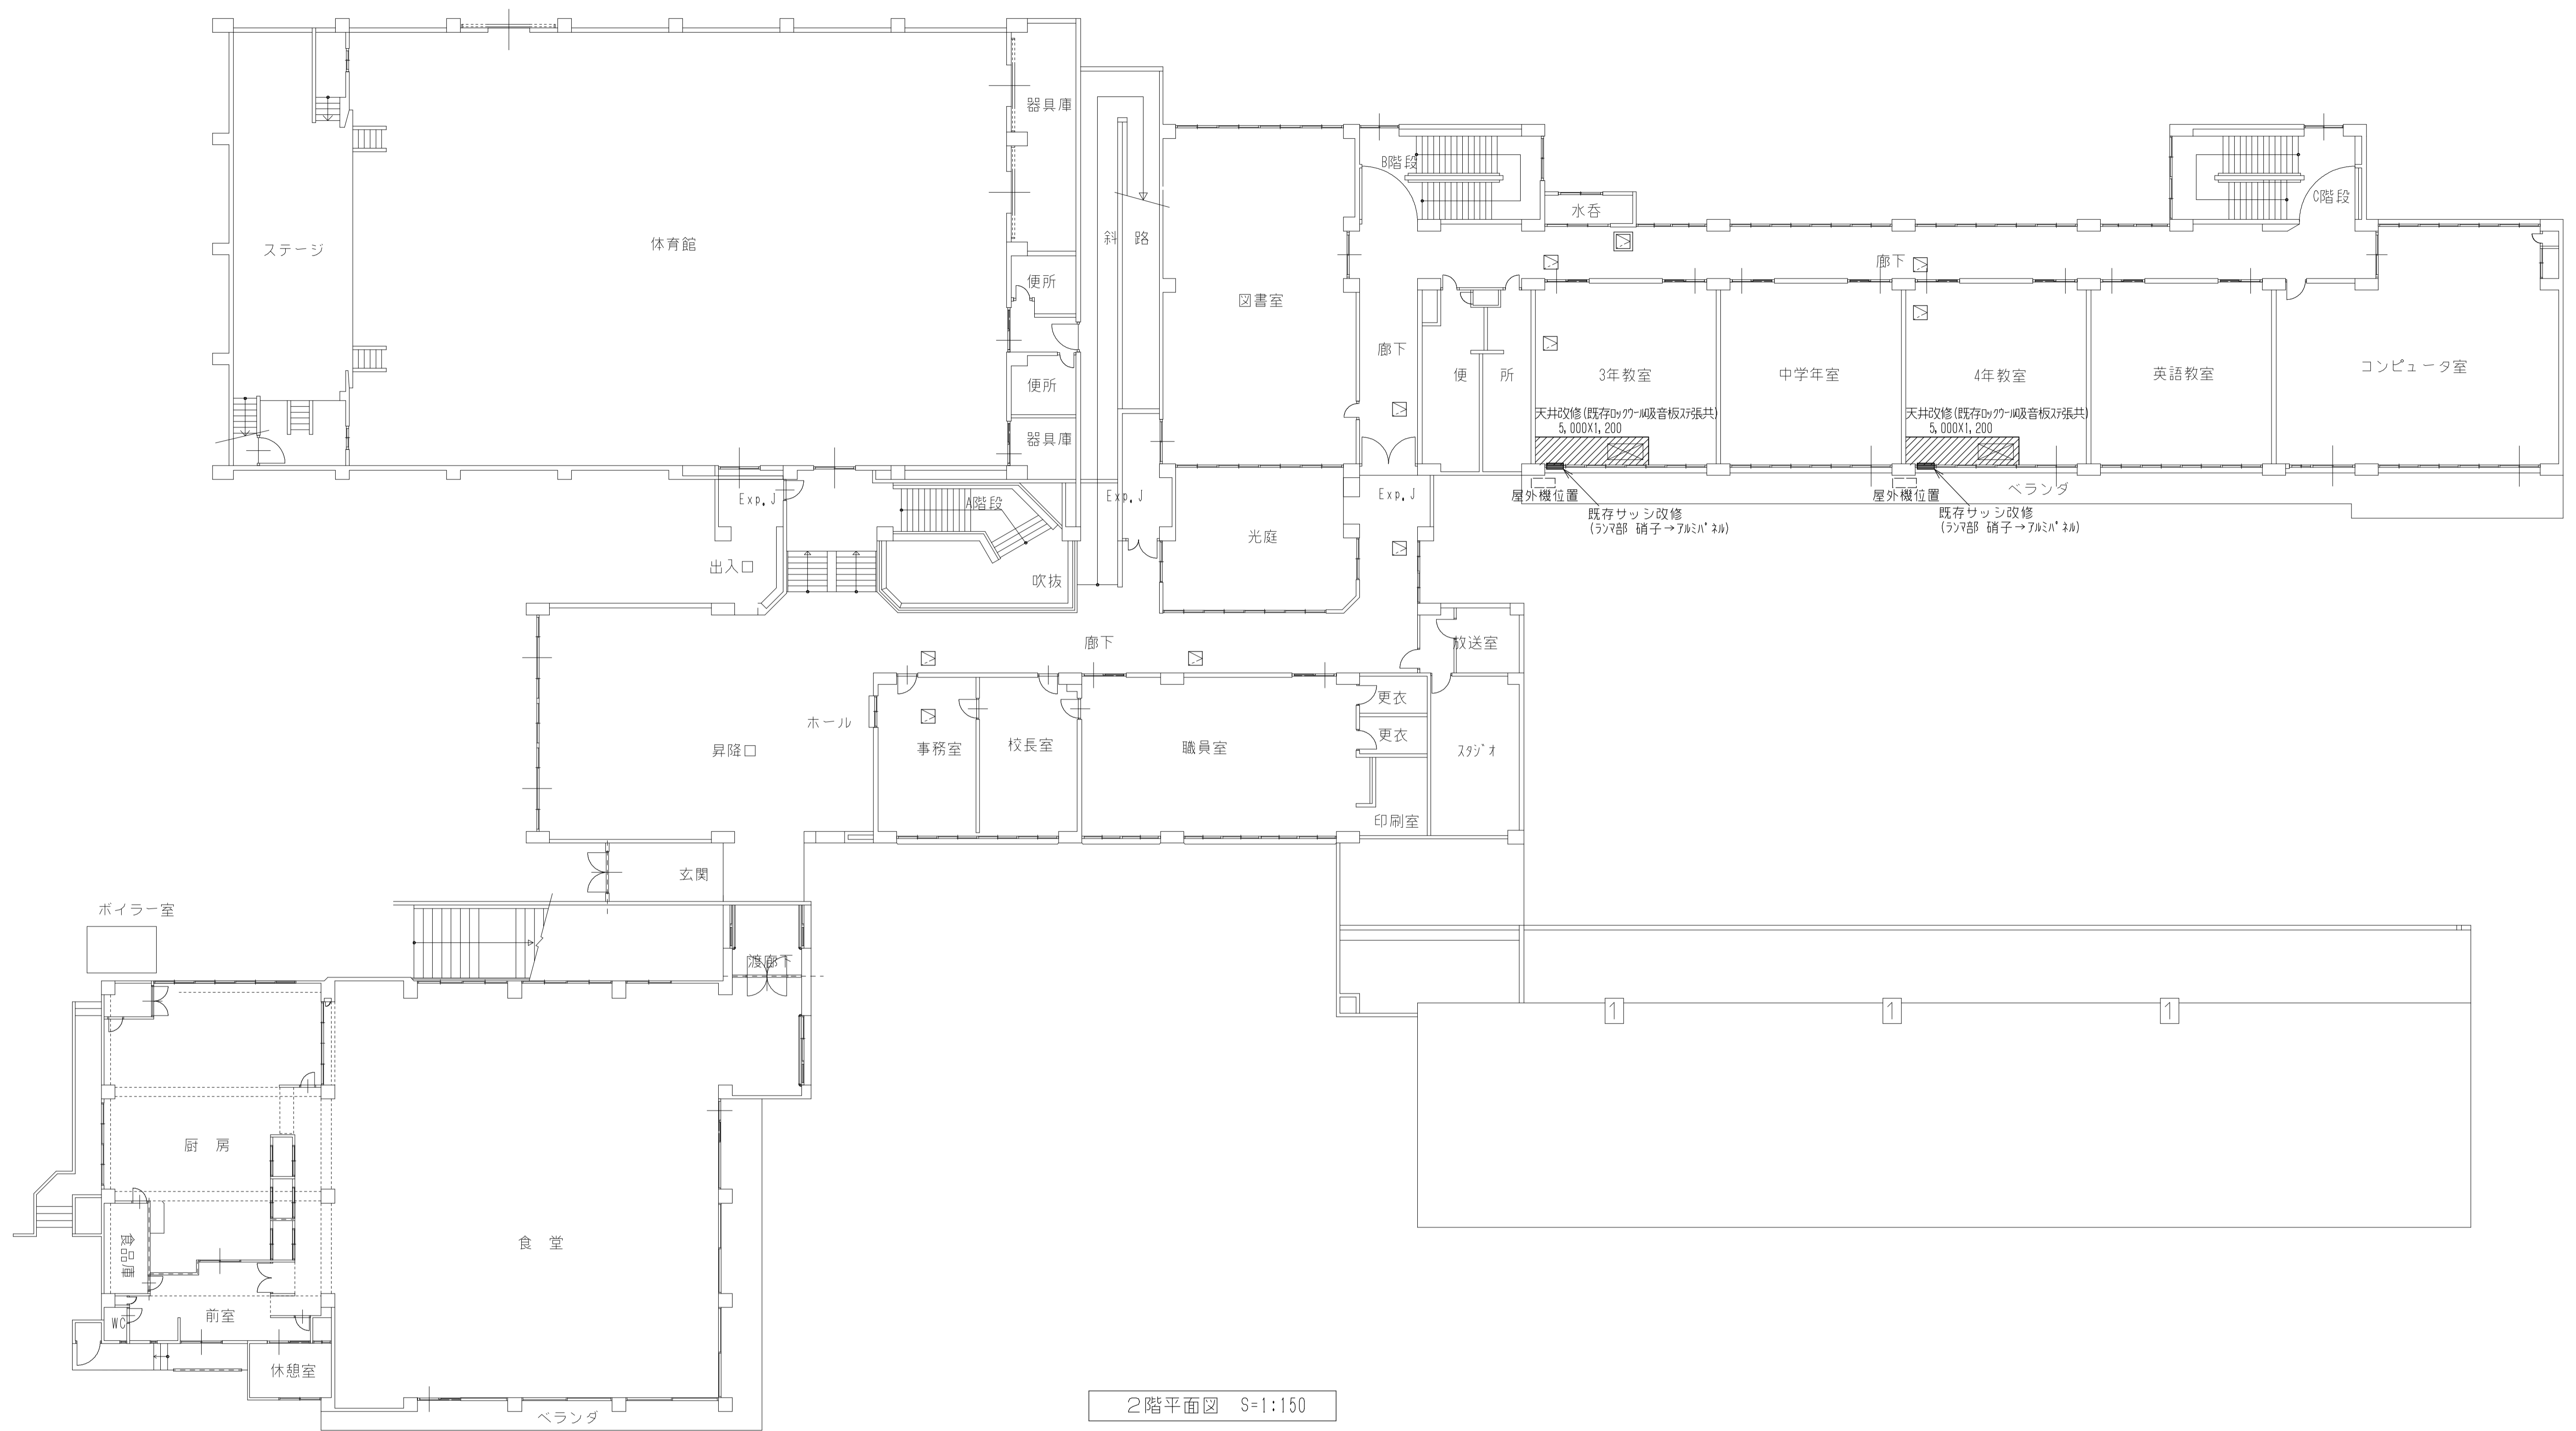 器具庫
B階段
C階段
水呑
ステージ
体育館
斜 路
廊下
便所
図書室
廊下
便 所
3年教室
中学年室
4年教室
英語教室
コンピュータ室
便所
器具庫
天井改修(既存ロックウール吸音板ステ張共)
5,000X1,200
天井改修(既存ロックウール吸音板ステ張共)
5,000X1,200
Exp,J
A階段
Exp,J
Exp,J
屋外機位置
屋外機位置
ベランダ
既存サッシ改修
(ランマ部 硝子→アルミパネル)
既存サッシ改修
(ランマ部 硝子→アルミパネル)
光庭
出入口
吹抜
廊下
放送室
更衣
ホール
昇降口
事務室
校長室
職員室
更衣
スタジオ
印刷室
玄関
ボイラー室
渡廊下
1
1
1
厨 房
食品庫
食 堂
前室
WC
休憩室
ベランダ
2階平面図 S=1:150